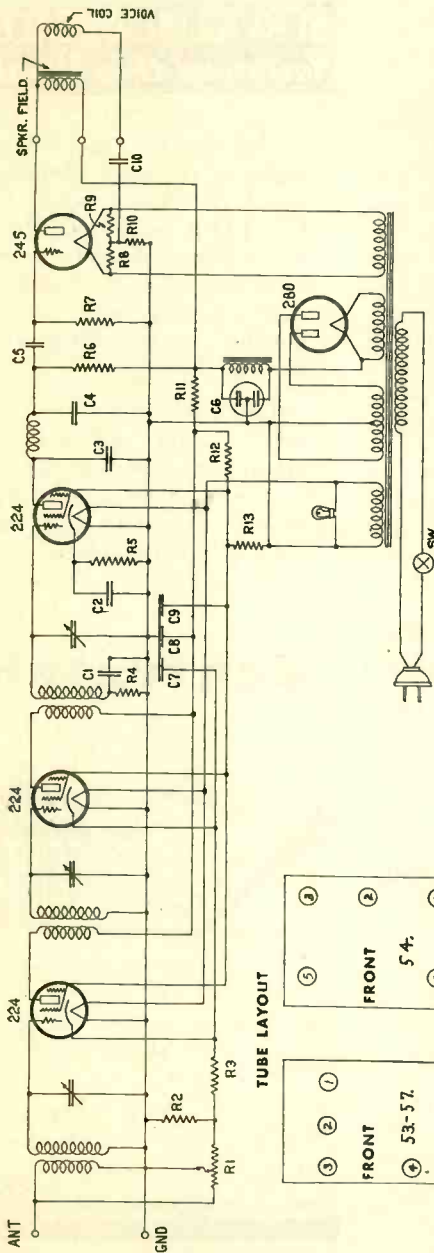 VOICE COIL
SPKR. FIELD.
245
C5
R7
R6
R8
R9
R10
C10
224
C3
C4
R5
C2
C1
R4
C7
C8
C9
R11
R12
R13
C6
280
SW
224
224
ANT
GND
R1
R2
R3
TUBE LAYOUT
3 2 1
FRONT
4 53.-57.
5 3
FRONT 2
54.